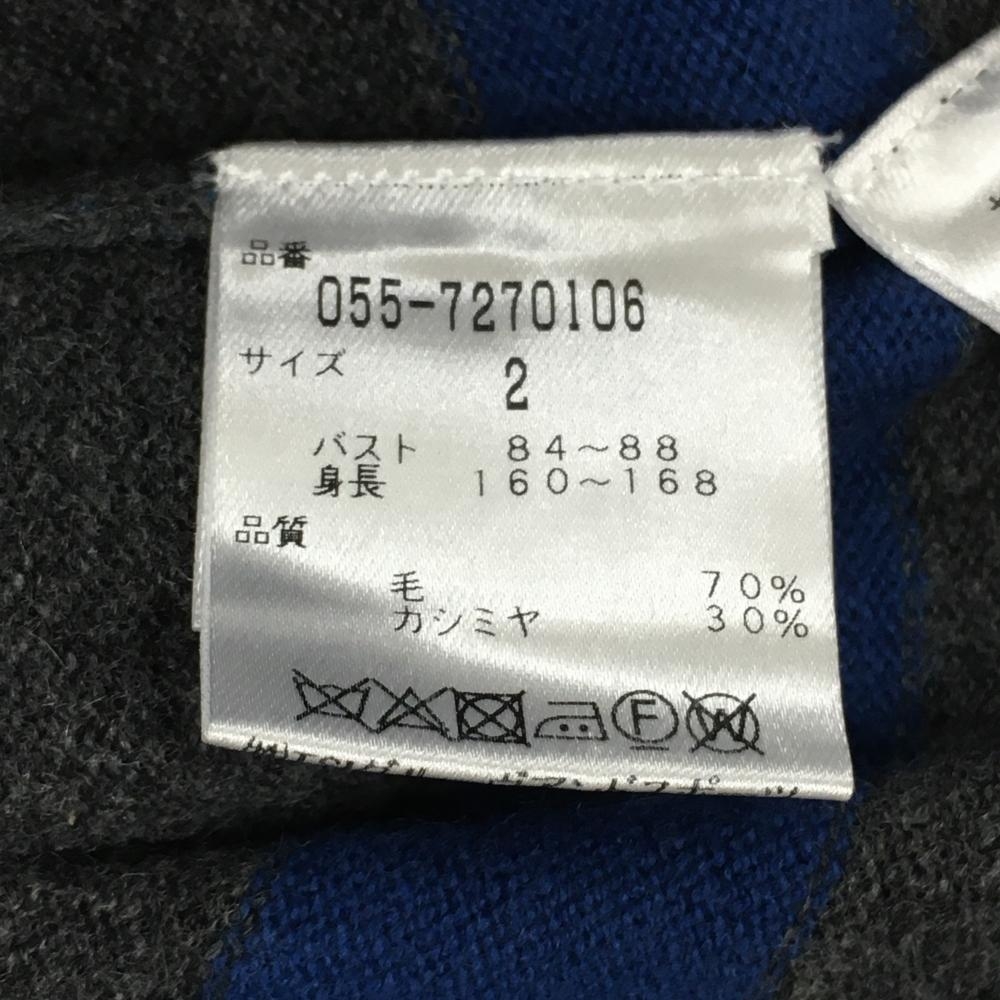 品番
055-7270106
サイズ
2
バスト 84~88
身長 160~168
品質
毛 70%
カシミヤ 30%
F
W